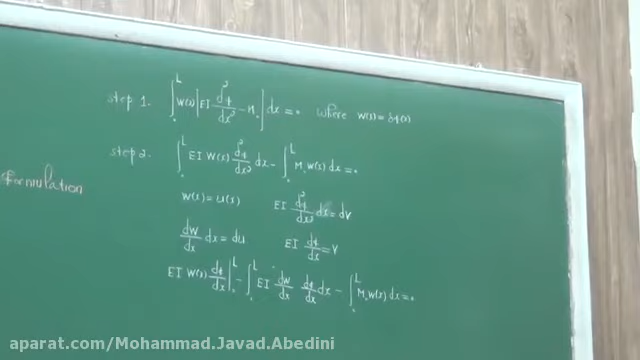 step 1. ∫₀ᴸ w(x) [EI d²φ/dx² - M₀] dx = 0 where w(x) = δφ(x)
step 2. ∫₀ᴸ EI w(x) d²φ/dx² dx - ∫₀ᴸ M₀ w(x) dx = 0
formulation
w(x) = u(x) EI d²φ/dx² dx = dV
dw/dx dx = du EI dφ/dx = V
EI w(x) dφ/dx |₀ᴸ - ∫₀ᴸ EI dw/dx dφ/dx dx - ∫₀ᴸ M₀ w(x) dx = 0
aparat.com/Mohammad.Javad.Abedini